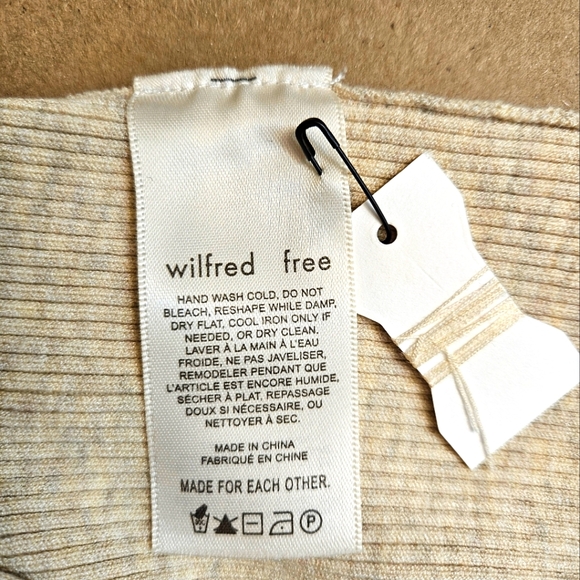 wilfred free
HAND WASH COLD, DO NOT
BLEACH, RESHAPE WHILE DAMP,
DRY FLAT, COOL IRON ONLY IF
NEEDED, OR DRY CLEAN.
LAVER À LA MAIN À L'EAU
FROIDE, NE PAS JAVELISER,
REMODELER PENDANT QUE
L'ARTICLE EST ENCORE HUMIDE,
SÉCHER À PLAT, REPASSAGE
DOUX SI NÉCESSAIRE, OU
NETTOYER À SEC.
MADE IN CHINA
FABRIQUÉ EN CHINE
MADE FOR EACH OTHER.
P